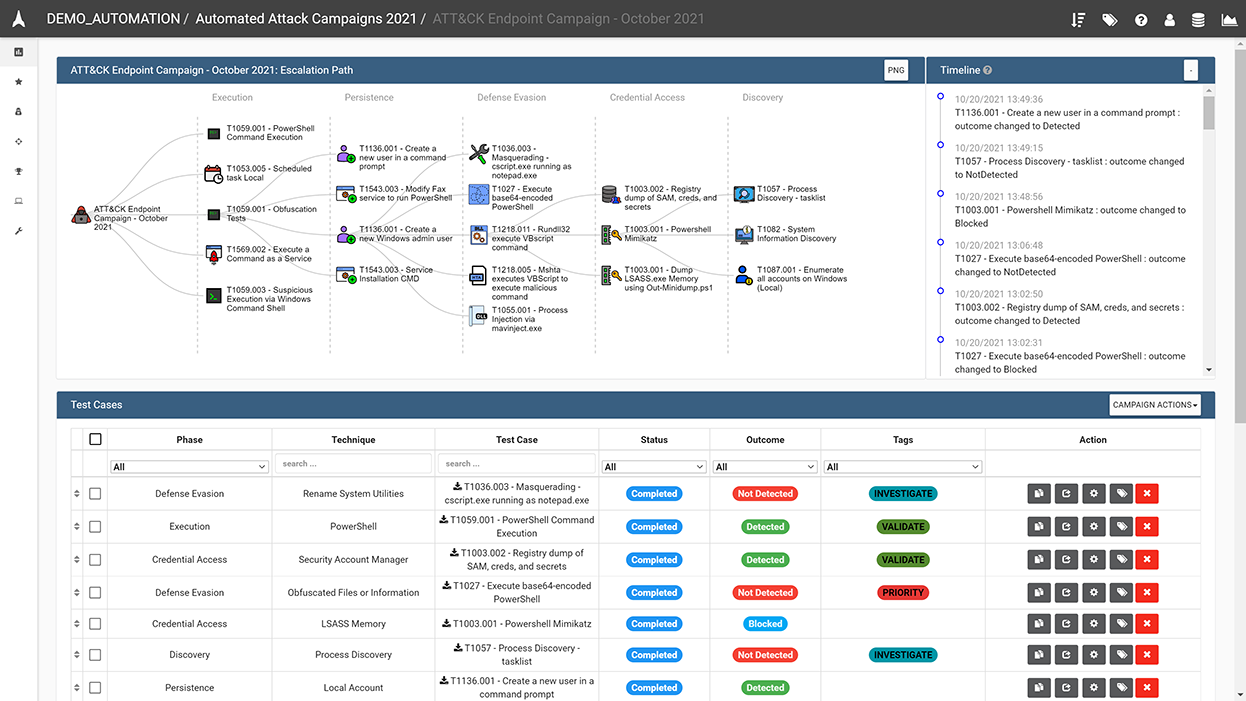 DEMO_AUTOMATION / Automated Attack Campaigns 2021 / ATT&CK Endpoint Campaign - October 2021
ATT&CK Endpoint Campaign - October 2021: Escalation Path
PNG
Execution
Persistence
Defense Evasion
Credential Access
Discovery
ATT&CK Endpoint
Campaign - October
2021
T1059.001 - PowerShell
Command Execution
T1053.005 - Scheduled
task Local
T1059.001 - Obfuscation
Tests
T1569.002 - Execute a
Command as a Service
T1059.003 - Suspicious
Execution via Windows
Command Shell
T1136.001 - Create a
new user in a command
prompt
T1543.003 - Modify Fax
service to run PowerShell
T1136.001 - Create a
new Windows admin user
T1543.003 - Service
Installation CMD
T1036.003 -
Masquerading -
cscript.exe running as
notepad.exe
T1027 - Execute
base64-encoded
PowerShell
T1218.011 - Rundll32
execute VBscript
command
T1218.005 - Mshta
executes VBScript to
execute malicious
command
T1055.001 - Process
Injection via
mavinject.exe
T1003.002 - Registry
dump of SAM, creds, and
secrets
T1003.001 - Powershell
Mimikatz
T1003.001 - Dump
LSASS.exe Memory
using Out-Minidump.ps1
T1057 - Process
Discovery - tasklist
T1082 - System
Information Discovery
T1087.001 - Enumerate
all accounts on Windows
(Local)
Timeline
-
10/20/2021 13:49:36
T1136.001 - Create a new user in a command prompt :
outcome changed to Detected
10/20/2021 13:49:15
T1057 - Process Discovery - tasklist : outcome changed
to NotDetected
10/20/2021 13:48:56
T1003.001 - Powershell Mimikatz : outcome changed to
Blocked
10/20/2021 13:06:48
T1027 - Execute base64-encoded PowerShell : outcome
changed to NotDetected
10/20/2021 13:02:50
T1003.002 - Registry dump of SAM, creds, and secrets :
outcome changed to Detected
10/20/2021 13:02:31
T1027 - Execute base64-encoded PowerShell : outcome
changed to Blocked
Test Cases
CAMPAIGN ACTIONS
Phase Technique Test Case Status Outcome Tags Action
All search ... search ... All All All
Defense Evasion Rename System Utilities T1036.003 - Masquerading -
cscript.exe running as notepad.exe Completed Not Detected INVESTIGATE
Execution PowerShell T1059.001 - PowerShell Command
Execution Completed Detected VALIDATE
Credential Access Security Account Manager T1003.002 - Registry dump of
SAM, creds, and secrets Completed Detected VALIDATE
Defense Evasion Obfuscated Files or Information T1027 - Execute base64-encoded
PowerShell Completed Not Detected PRIORITY
Credential Access LSASS Memory T1003.001 - Powershell Mimikatz Completed Blocked
Discovery Process Discovery T1057 - Process Discovery -
tasklist Completed Not Detected INVESTIGATE
Persistence Local Account T1136.001 - Create a new user in a
command prompt Completed Detected